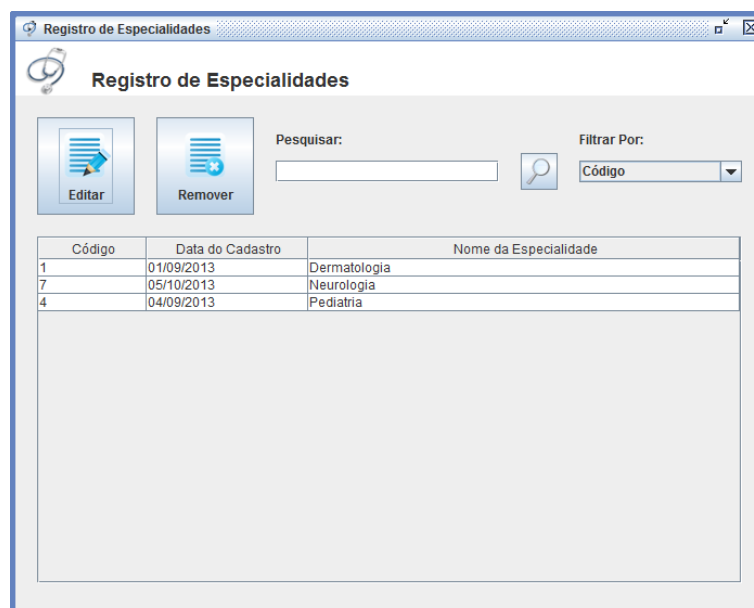 Registro de Especialidades
Registro de Especialidades
Pesquisar:
Filtrar Por:
Código
Editar
Remover
Código Data do Cadastro Nome da Especialidade
1 01/09/2013 Dermatologia
7 05/10/2013 Neurologia
4 04/09/2013 Pediatria